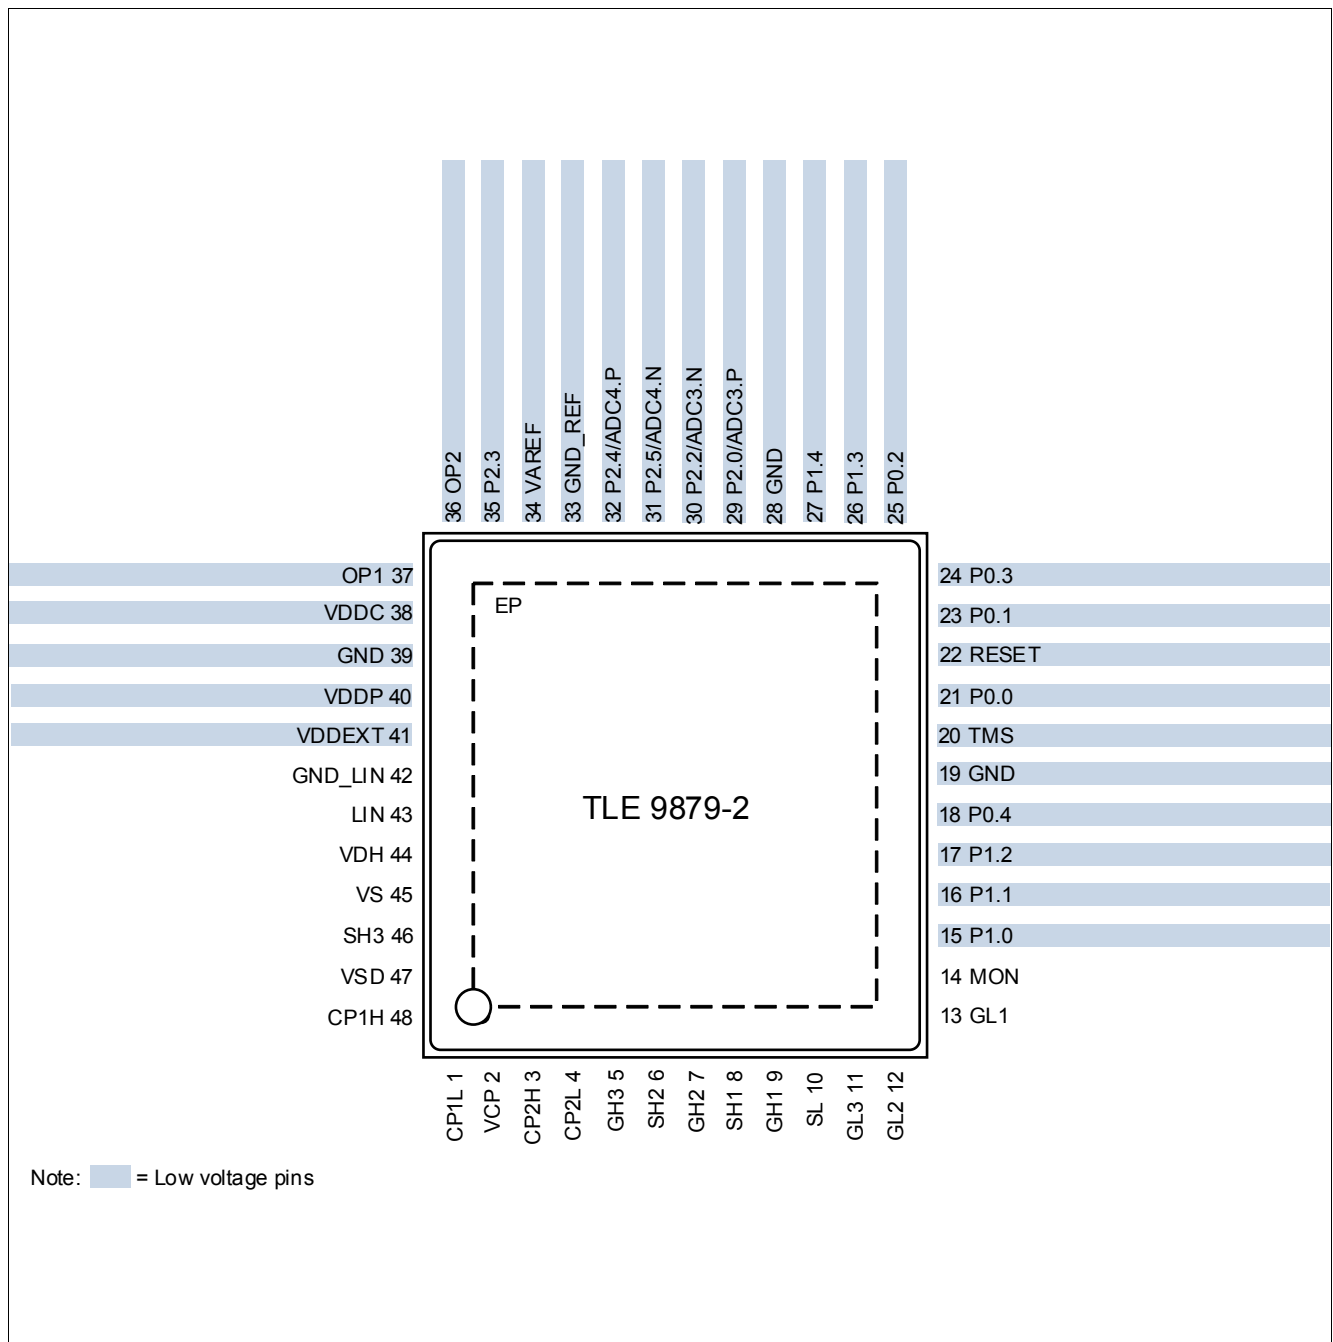 36 OP2
35 P2.3
34 VAREF
33 GND_REF
32 P2.4/ADC4.P
31 P2.5/ADC4.N
30 P2.2/ADC3.N
29 P2.0/ADC3.P
28 GND
27 P1.4
26 P1.3
25 P0.2
OP1 37
VDDC 38
GND 39
VDDP 40
VDDEXT 41
GND_LIN 42
LIN 43
VDH 44
VS 45
SH3 46
VSD 47
CP1H 48
EP
TLE 9879-2
24 P0.3
23 P0.1
22 RESET
21 P0.0
20 TMS
19 GND
18 P0.4
17 P1.2
16 P1.1
15 P1.0
14 MON
13 GL1
CP1L 1
VCP 2
CP2H 3
CP2L 4
GH3 5
SH2 6
GH2 7
SH1 8
GH1 9
SL 10
GL3 11
GL2 12
Note: = Low voltage pins